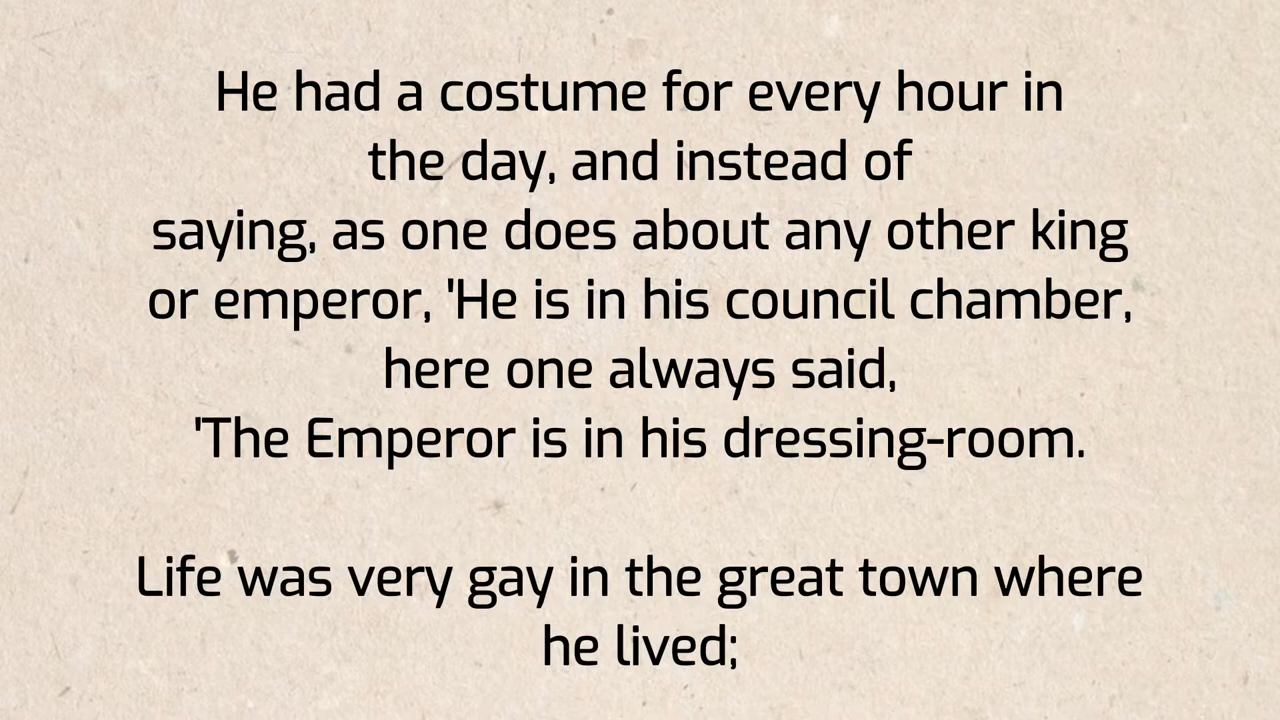 He had a costume for every hour in
the day, and instead of
saying, as one does about any other king
or emperor, 'He is in his council chamber,
here one always said,
'The Emperor is in his dressing-room.
Life was very gay in the great town where
he lived;